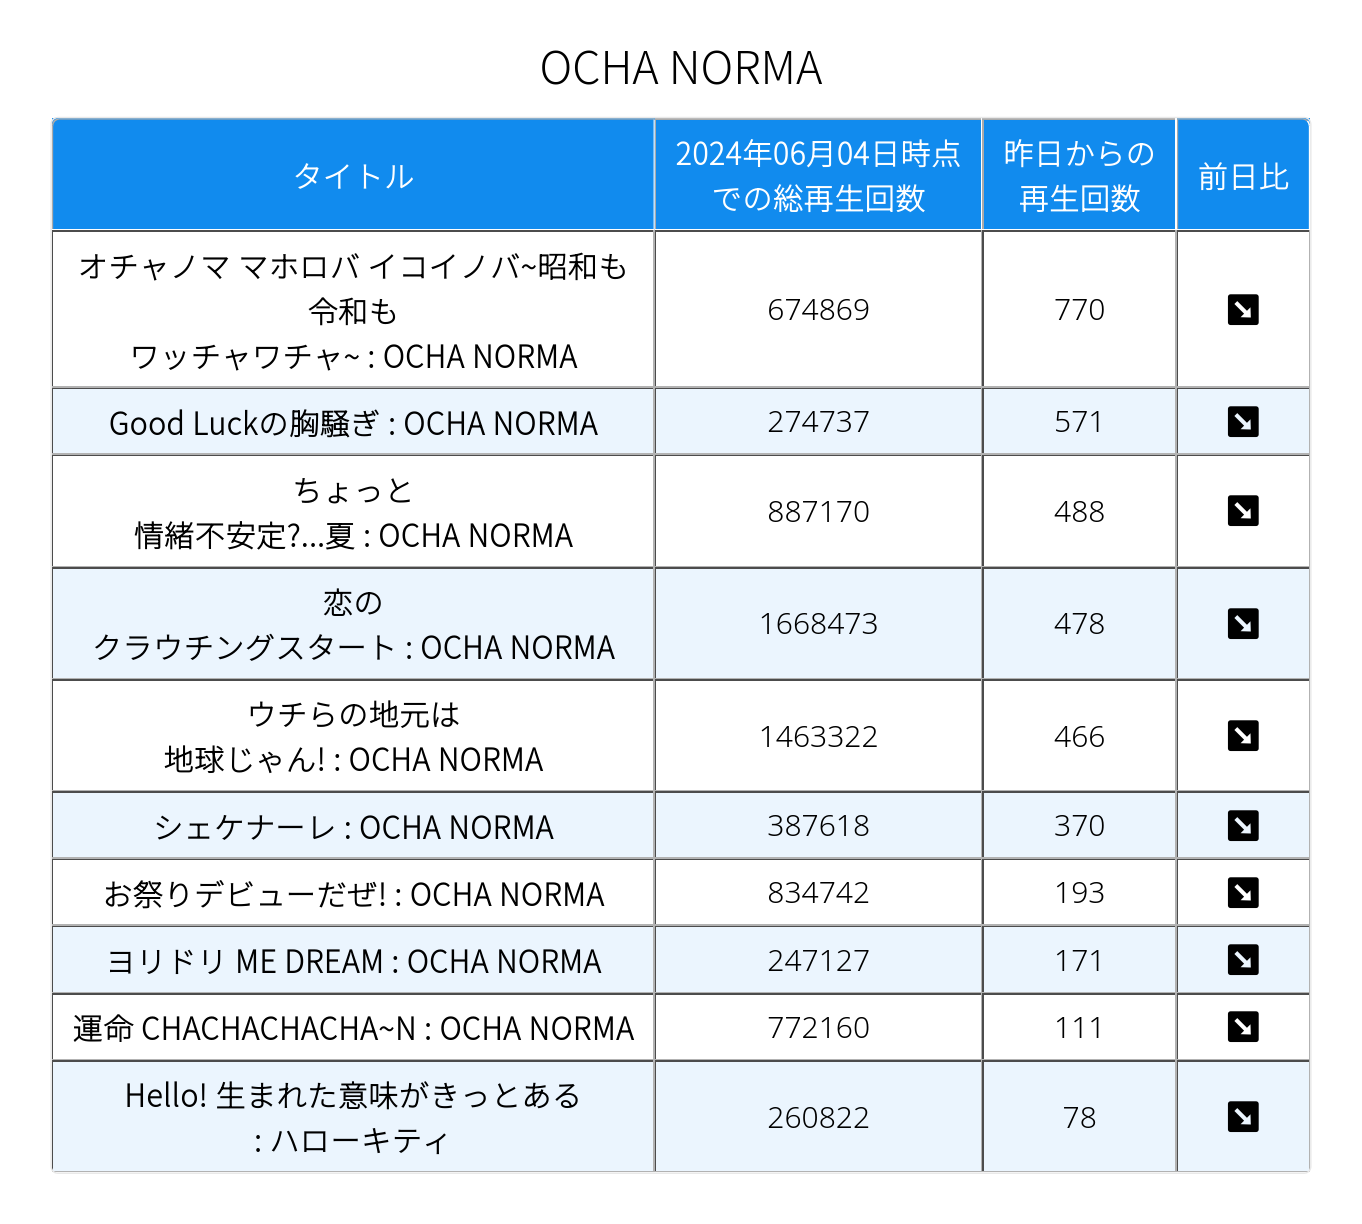 OCHA NORMA
タイトル
2024年06月04日時点
での総再生回数
昨日からの
再生回数
前日比
オチャノマ マホロバ イコイノバ~昭和も
令和も
ワッチャワチャ~ : OCHA NORMA
674869
770
Good Luckの胸騒ぎ : OCHA NORMA
274737
571
ちょっと
情緒不安定?...夏 : OCHA NORMA
887170
488
恋の
クラウチングスタート : OCHA NORMA
1668473
478
ウチらの地元は
地球じゃん! : OCHA NORMA
1463322
466
シェケナーレ : OCHA NORMA
387618
370
お祭りデビューだぜ! : OCHA NORMA
834742
193
ヨリドリ ME DREAM : OCHA NORMA
247127
171
運命 CHACHACHACHA~N : OCHA NORMA
772160
111
Hello! 生まれた意味がきっとある
: ハローキティ
260822
78